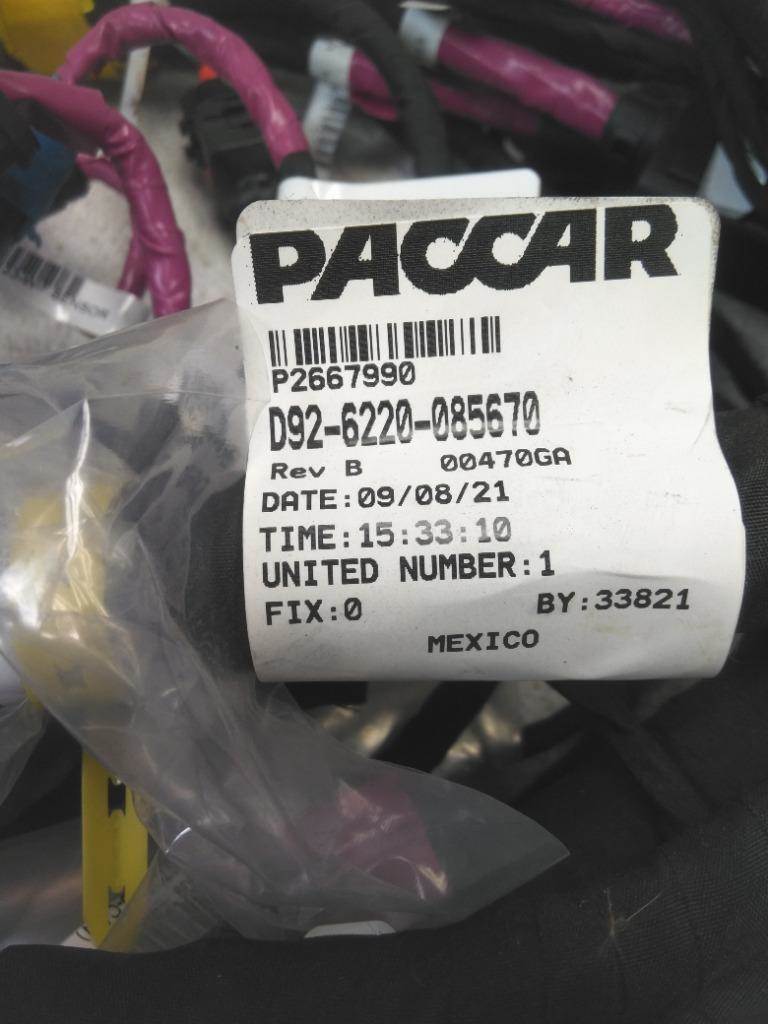 PACCAR
P2667990
D92-6220-085670
Rev B 00470GA
DATE:09/08/21
TIME:15:33:10
UNITED NUMBER:1
FIX:0 BY:33821
MEXICO